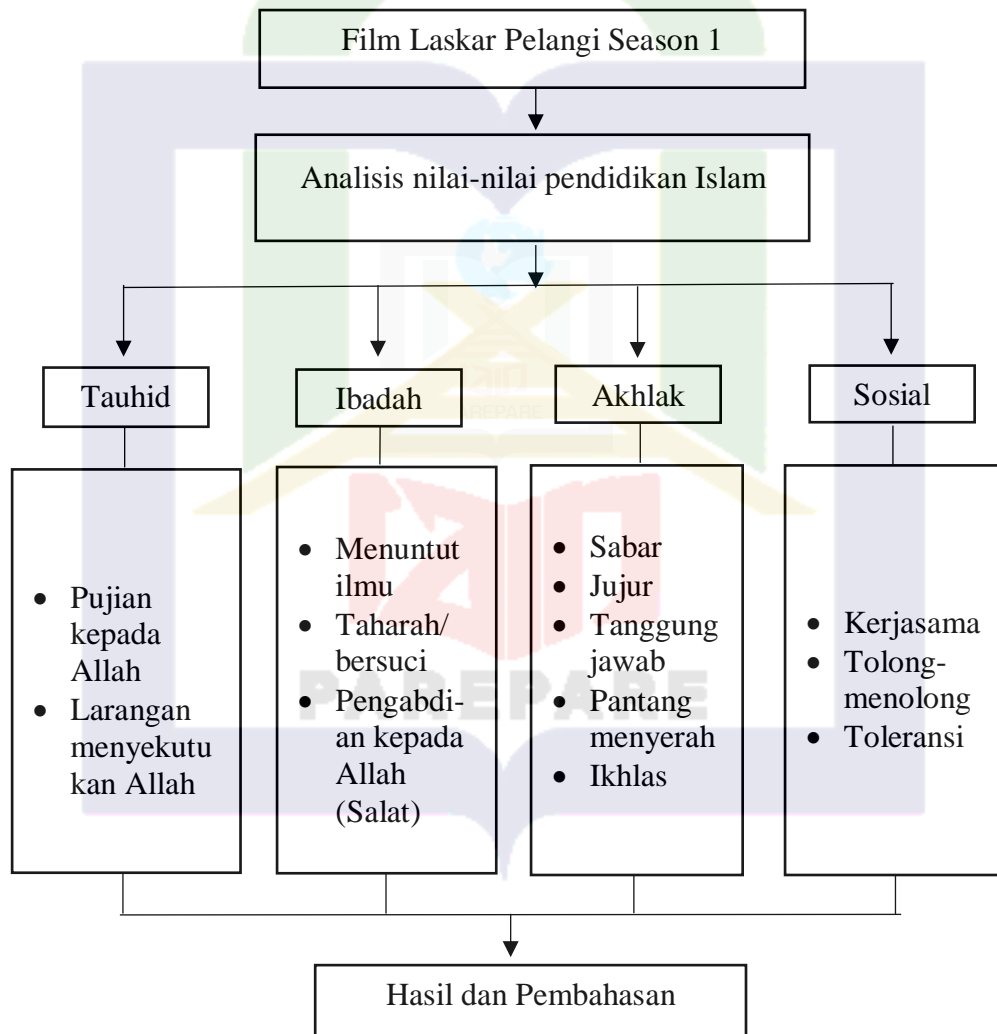 Film Laskar Pelangi Season 1
Analisis nilai-nilai pendidikan Islam
Tauhid
Ibadah
Akhlak
Sosial
• Pujian
kepada
Allah
• Larangan
menyekutu
kan Allah
• Menuntut
ilmu
• Taharah/
bersuci
• Pengabdi-
an kepada
Allah
(Salat)
• Sabar
• Jujur
• Tanggung
jawab
• Pantang
menyerah
• Ikhlas
• Kerjasama
• Tolong-
menolong
• Toleransi
PAREPARE
PAREPARE
Hasil dan Pembahasan